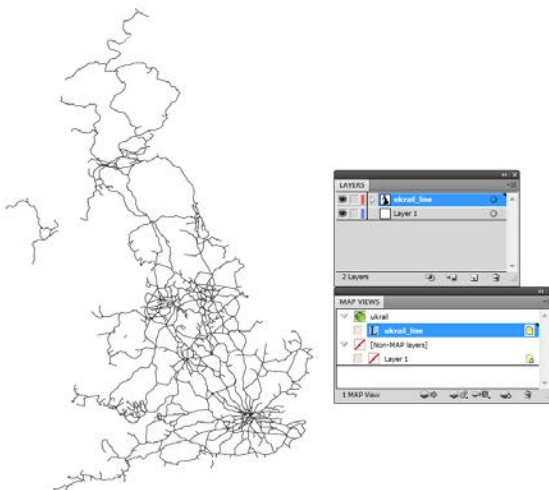 LAYERS
ukrail_line
Layer 1
2 Layers
MAP VIEWS
ukrail
ukrail_line
[Non-MAP layers]
Layer 1
1 MAP View